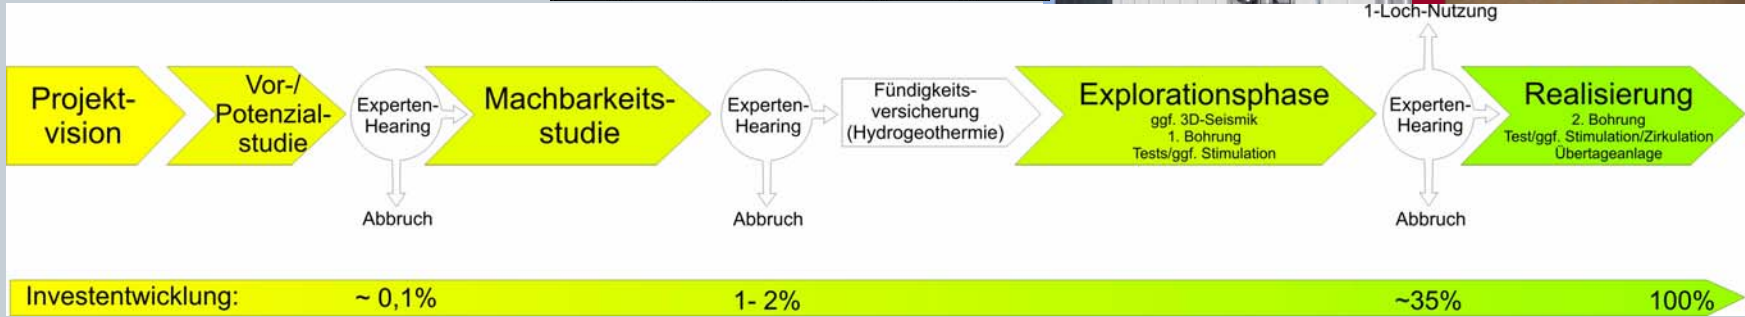 1-Loch-Nutzung
Projekt-
vision
Vor-/
Potenzial-
studie
Experten-
Hearing
Abbruch
Machbarkeits-
studie
Experten-
Hearing
Abbruch
Fündigkeits-
versicherung
(Hydrogeothermie)
Explorationsphase
ggf. 3D-Seismik
1. Bohrung
Tests/ggf. Stimulation
Experten-
Hearing
Abbruch
Realisierung
2. Bohrung
Test/ggf. Stimulation/Zirkulation
Übertageanlage
Investentwicklung: ~ 0,1% 1- 2% ~35% 100%